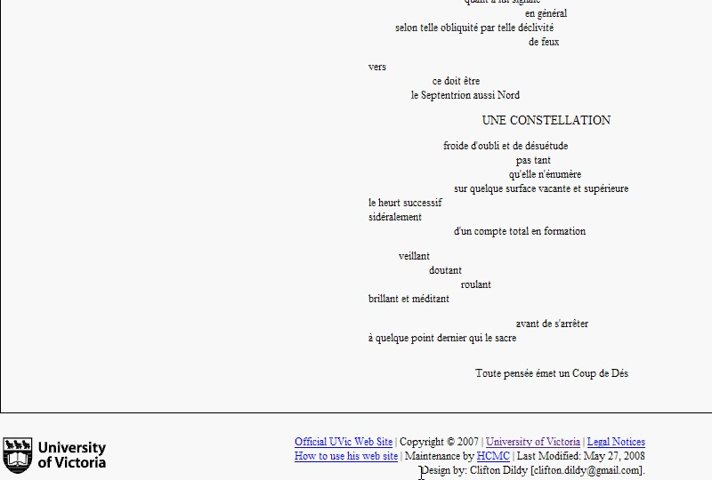 quant à lui signale
en général
selon telle obliquité par telle déclivité
de feux
vers
ce doit être
le Septentrion aussi Nord
UNE CONSTELLATION
froide d'oubli et de désuétude
pas tant
qu'elle n'énumère
sur quelque surface vacante et supérieure
le heurt successif
sidéralement
d'un compte total en formation
veillant
doutant
roulant
brillant et méditant
avant de s'arrêter
à quelque point dernier qui le sacre
Toute pensée émet un Coup de Dés
University
of Victoria
Official UVic Web Site | Copyright © 2007 | University of Victoria | Legal Notices
How to use his web site | Maintenance by HCMC | Last Modified: May 27, 2008
Design by: Clifton Dildy [clifton.dildy@gmail.com].